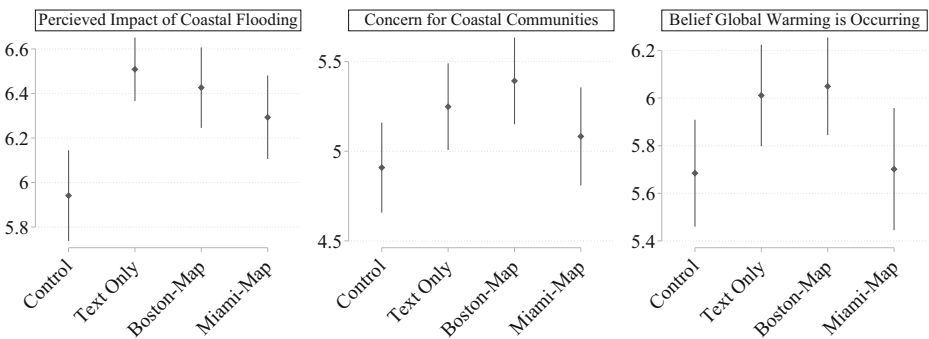 Percieved Impact of Coastal Flooding
6.6
6.4
6.2
6
5.8
Control
Text Only
Boston-Map
Miami-Map
Concern for Coastal Communities
5.5
5
4.5
Control
Text Only
Boston-Map
Miami-Map
Belief Global Warming is Occurring
6.2
6
5.8
5.6
5.4
Control
Text Only
Boston-Map
Miami-Map